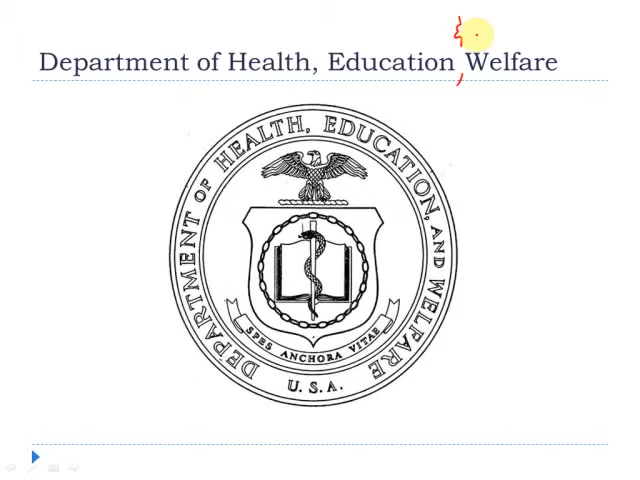 Department of Health, Education Welfare
DEPARTMENT OF HEALTH, EDUCATION, AND WELFARE
SPES ANCHORA VITAE
U.S.A.